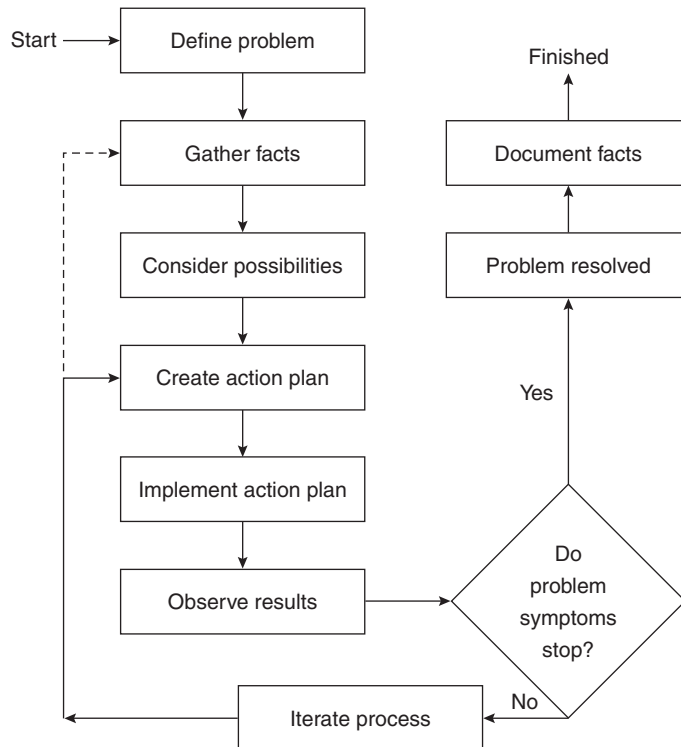 Start
Define problem
Gather facts
Consider possibilities
Create action plan
Implement action plan
Observe results
Do
problem
symptoms
stop?
No
Iterate process
Yes
Problem resolved
Document facts
Finished